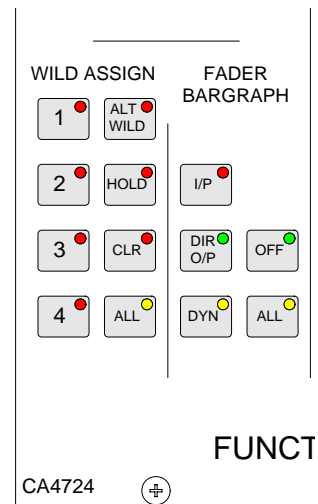 WILD ASSIGN
1
ALT
WILD
2
HOLD
3
CLR
4
ALL
FADER
BARGRAPH
I/P
DIR
O/P
OFF
DYN
ALL
FUNCT
CA4724